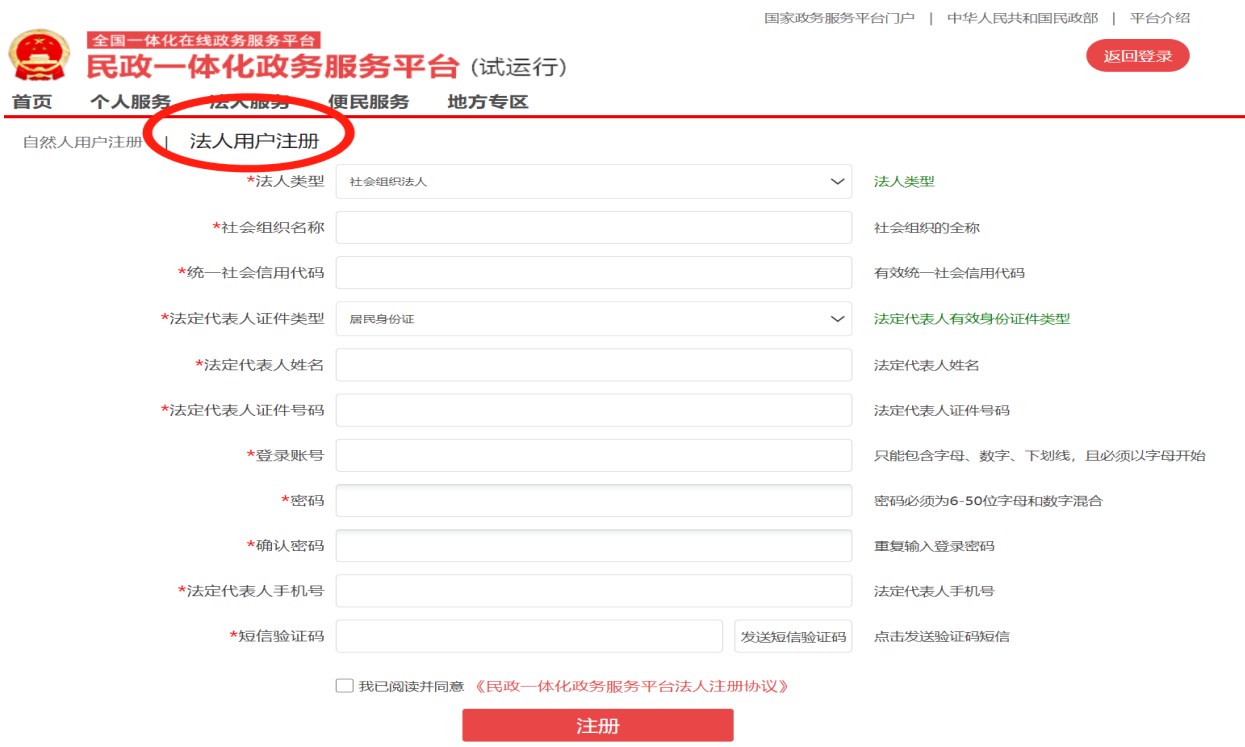 国家政务服务平台门户 | 中华人民共和国民政部 | 平台介绍
全国一体化在线政务服务平台
民政一体化政务服务平台 (试运行)
返回登录
首页 个人服务 法人服务 便民服务 地方专区
自然人用户注册 | 法人用户注册
*法人类型 社会组织法人 法人类型
*社会组织名称 社会组织的全称
*统一社会信用代码 有效统一社会信用代码
*法定代表人证件类型 居民身份证 法定代表人有效身份证件类型
*法定代表人姓名 法定代表人姓名
*法定代表人证件号码 法定代表人证件号码
*登录账号 只能包含字母、数字、下划线，且必须以字母开始
*密码 密码必须为6-50位字母和数字混合
*确认密码 重复输入登录密码
*法定代表人手机号 法定代表人手机号
*短信验证码 发送短信验证码 点击发送验证码短信
我已阅读并同意《民政一体化政务服务平台法人注册协议》
注册